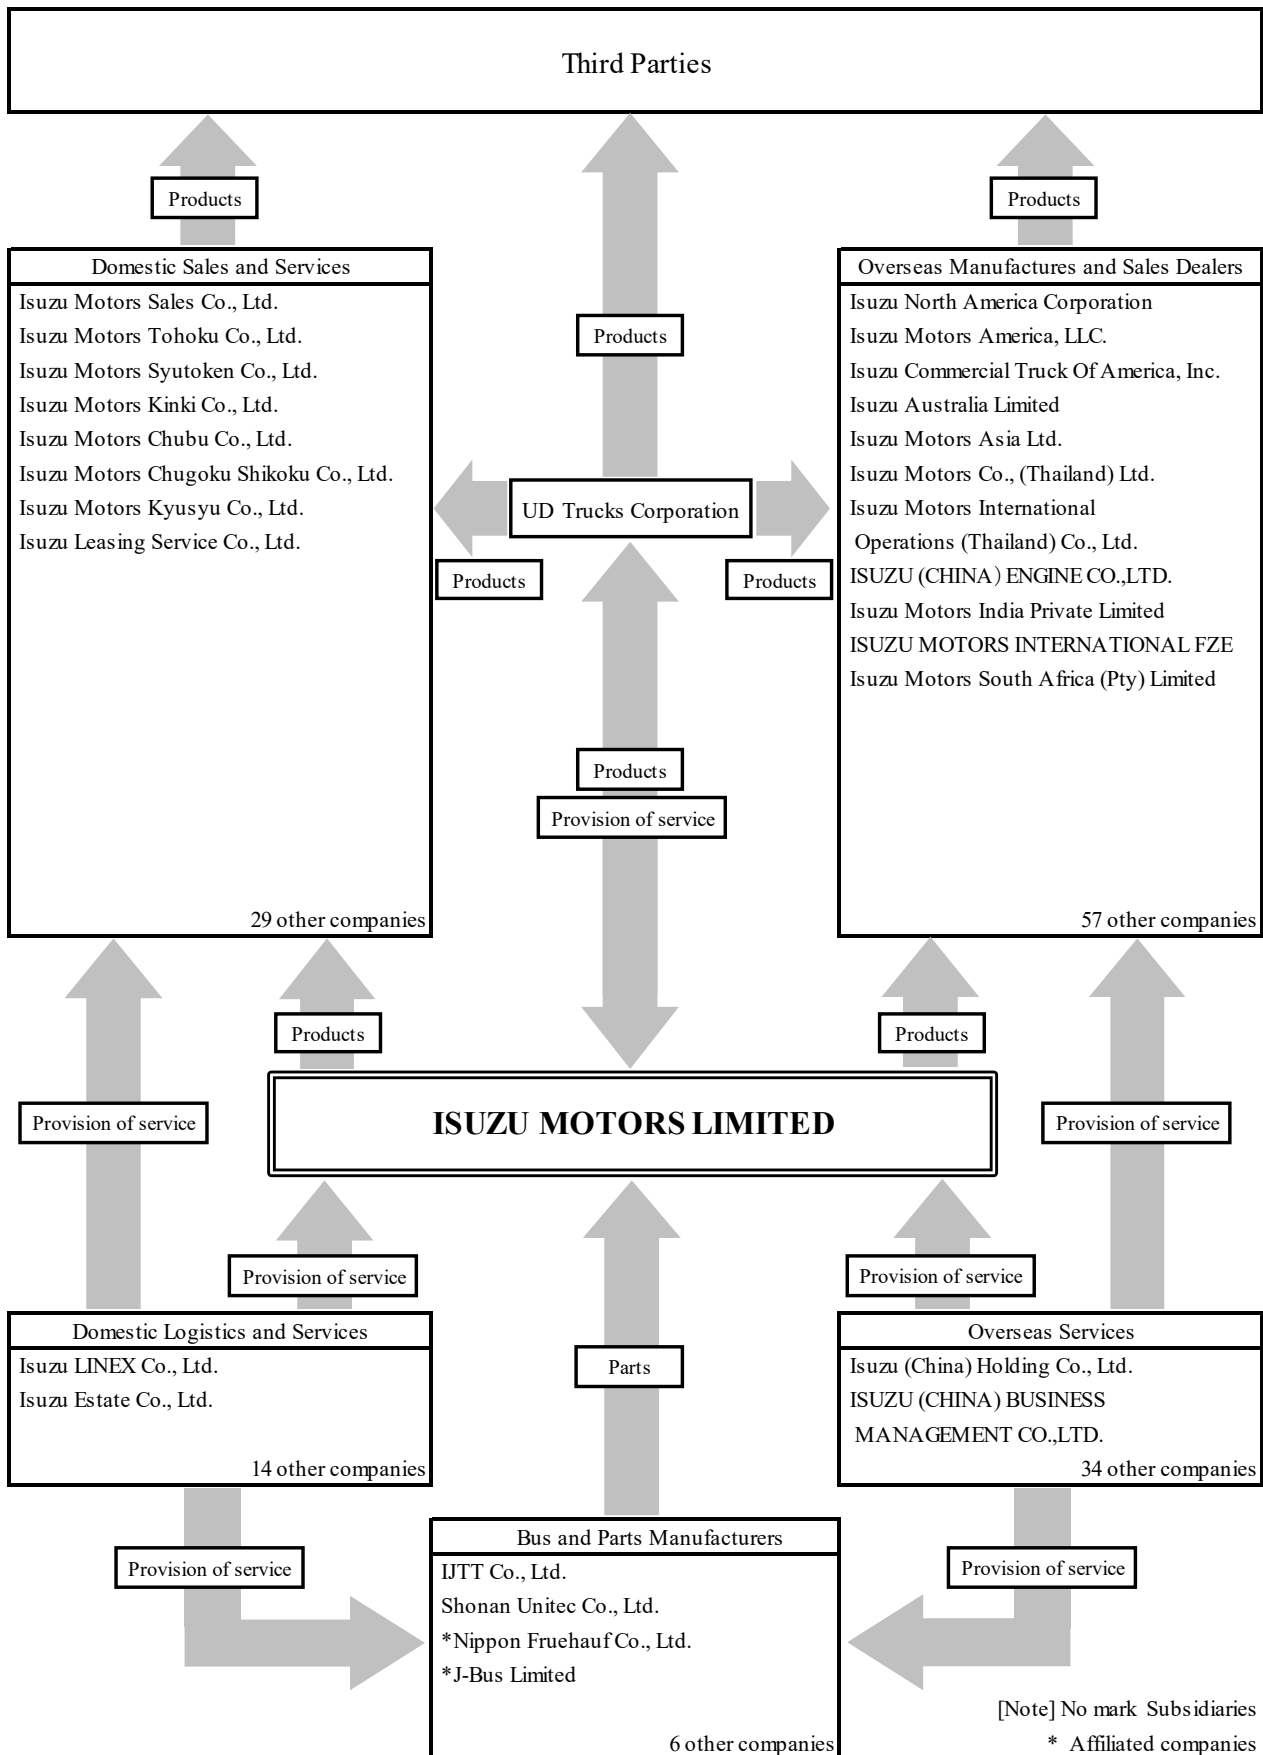 Third Parties
Products
Products
Domestic Sales and Services
Isuzu Motors Sales Co., Ltd.
Isuzu Motors Tohoku Co., Ltd.
Isuzu Motors Syutoken Co., Ltd.
Isuzu Motors Kinki Co., Ltd.
Isuzu Motors Chubu Co., Ltd.
Isuzu Motors Chugoku Shikoku Co., Ltd.
Isuzu Motors Kyusyu Co., Ltd.
Isuzu Leasing Service Co., Ltd.
29 other companies
Products
UD Trucks Corporation
Products
Products
Products
Provision of service
Overseas Manufactures and Sales Dealers
Isuzu North America Corporation
Isuzu Motors America, LLC.
Isuzu Commercial Truck Of America, Inc.
Isuzu Australia Limited
Isuzu Motors Asia Ltd.
Isuzu Motors Co., (Thailand) Ltd.
Isuzu Motors International
Operations (Thailand) Co., Ltd.
ISUZU (CHINA）ENGINE CO.,LTD.
Isuzu Motors India Private Limited
ISUZU MOTORS INTERNATIONAL FZE
Isuzu Motors South Africa (Pty) Limited
57 other companies
Products
Products
Provision of service
ISUZU MOTORS LIMITED
Provision of service
Provision of service
Provision of service
Domestic Logistics and Services
Isuzu LINEX Co., Ltd.
Isuzu Estate Co., Ltd.
14 other companies
Parts
Overseas Services
Isuzu (China) Holding Co., Ltd.
ISUZU (CHINA) BUSINESS
MANAGEMENT CO.,LTD.
34 other companies
Provision of service
Bus and Parts Manufacturers
IJTT Co., Ltd.
Shonan Unitec Co., Ltd.
*Nippon Fruehauf Co., Ltd.
*J-Bus Limited
6 other companies
Provision of service
[Note] No mark Subsidiaries
* Affiliated companies